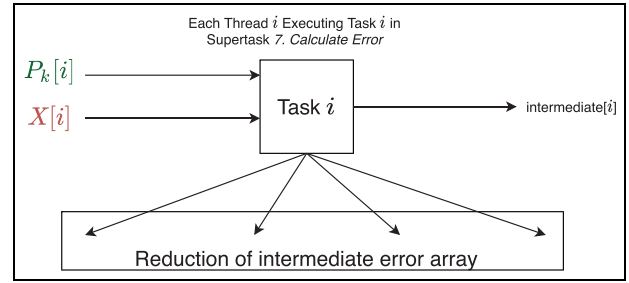 Each Thread i Executing Task i in
Supertask 7. Calculate Error
P_k[i]
X[i]
Task i
intermediate[i]
Reduction of intermediate error array